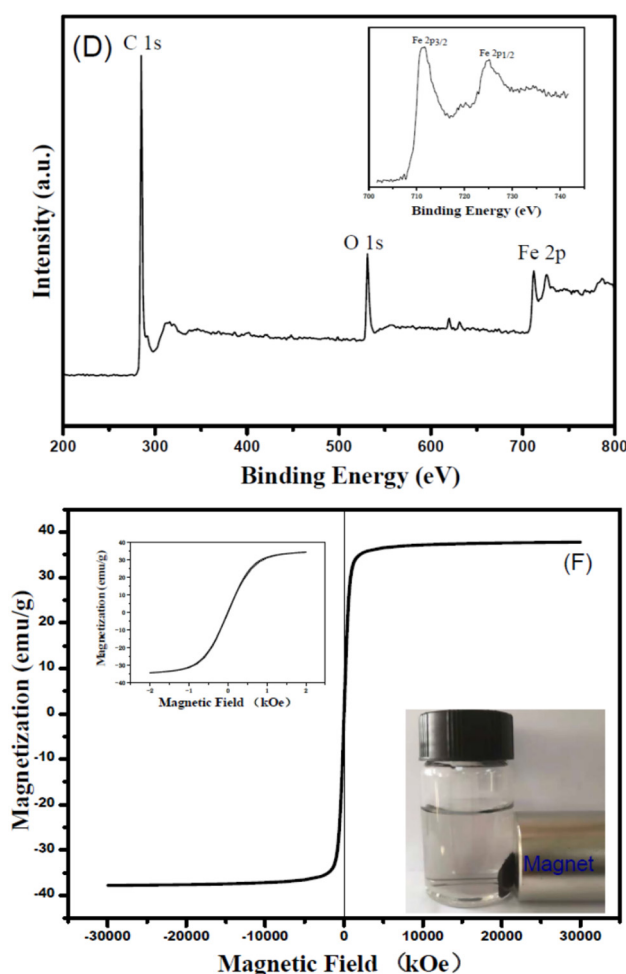 (D)
C 1s
Fe 2p3/2
Fe 2p1/2
700 710 720 730 740
Binding Energy (eV)
O 1s
Fe 2p
Intensity (a.u.)
200 300 400 500 600 700 800
Binding Energy (eV)
(F)
40
30
20
10
0
-10
-20
-30
-40
Magnetization (emu/g)
40
30
20
10
0
-10
-20
-30
-40
Magnetization (emu/g)
-2 -1 0 1 2
Magnetic Field (kOe)
Magnet
-30000 -20000 -10000 0 10000 20000 30000
Magnetic Field (kOe)